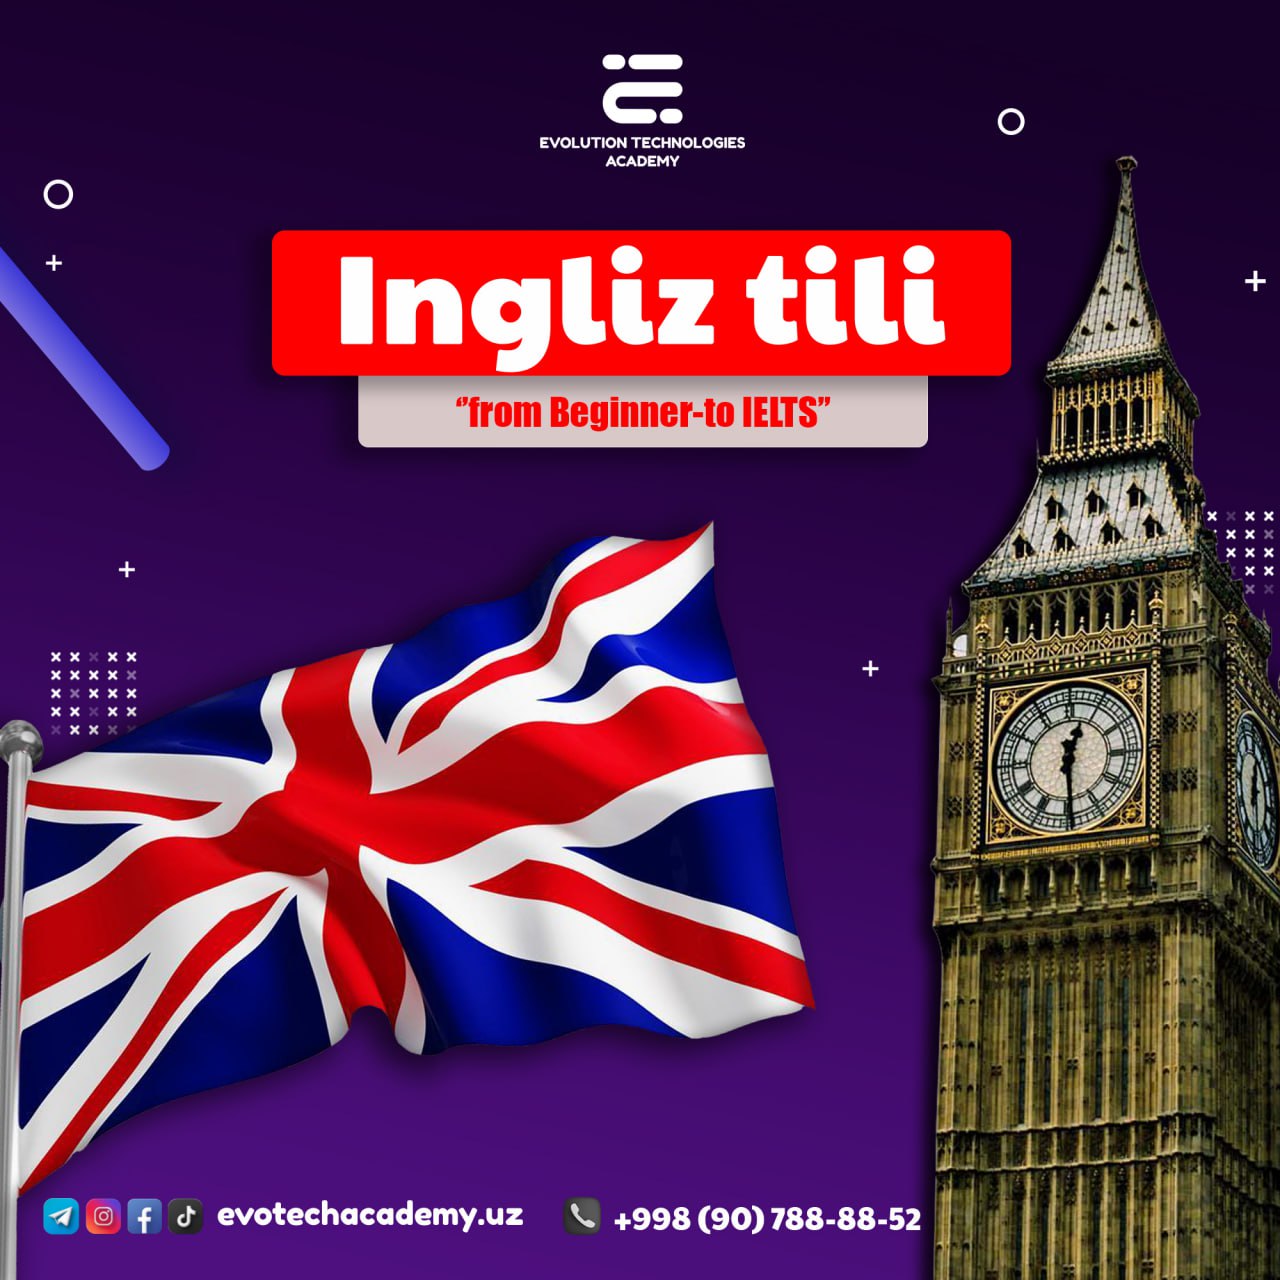 EVOLUTION TECHNOLOGIES
ACADEMY
Ingliz tili
“from Beginner-to IELTS”
evotechacademy.uz
+998 (90) 788-88-52